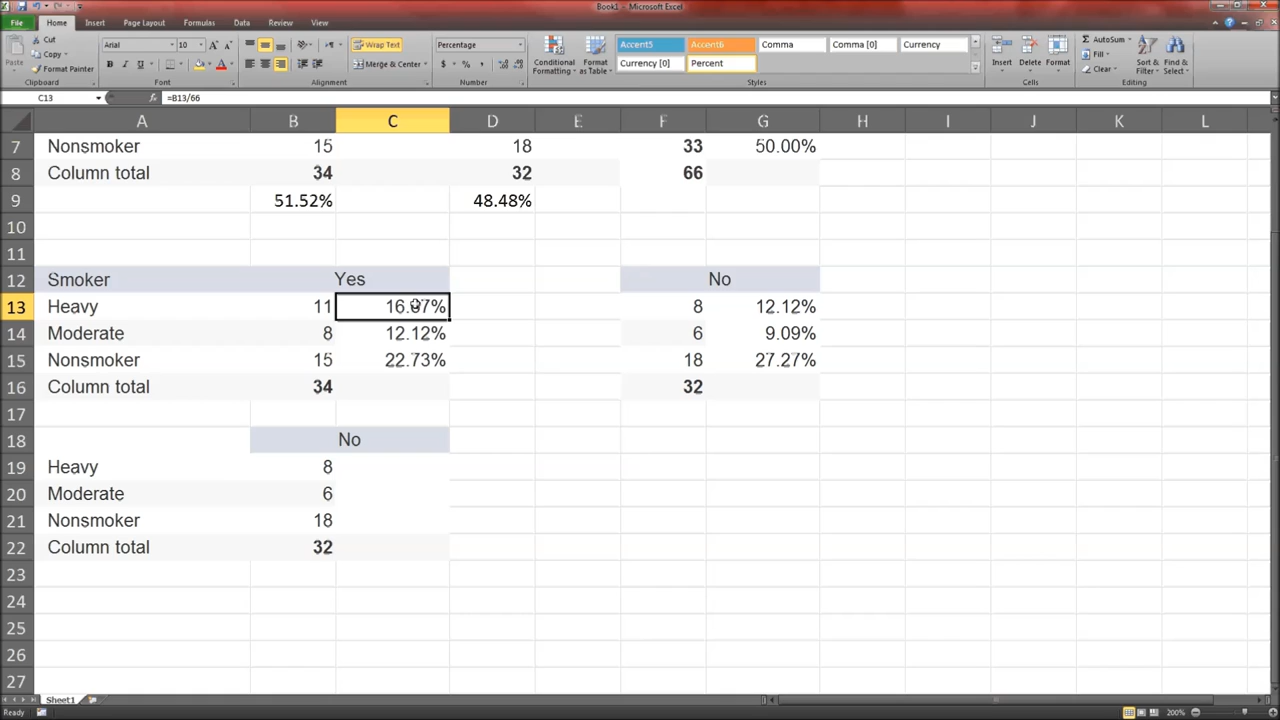 Book1 - Microsoft Excel
File Home Insert Page Layout Formulas Data Review View
Cut
Copy
Format Painter
Paste
Clipboard
Arial 10
Font
Wrap Text
Merge & Center
Alignment
Percentage
Number
Conditional Formatting
Format as Table
Accent5 Accent6 Comma Comma [0] Currency
Currency [0] Percent
Styles
Insert Delete Format
Cells
AutoSum
Fill
Clear
Sort & Filter
Find & Select
Editing
C13 fx =B13/66
A B C D E F G H I J K L
7 Nonsmoker 15 18 33 50.00%
8 Column total 34 32 66
9 51.52% 48.48%
10
11
12 Smoker Yes No
13 Heavy 11 8 12.12%
14 Moderate 8 12.12% 6 9.09%
15 Nonsmoker 15 22.73% 18 27.27%
16 Column total 34 32
17
18 No
19 Heavy 8
20 Moderate 6
21 Nonsmoker 18
22 Column total 32
23
24
25
26
27
Sheet1
Ready 200%